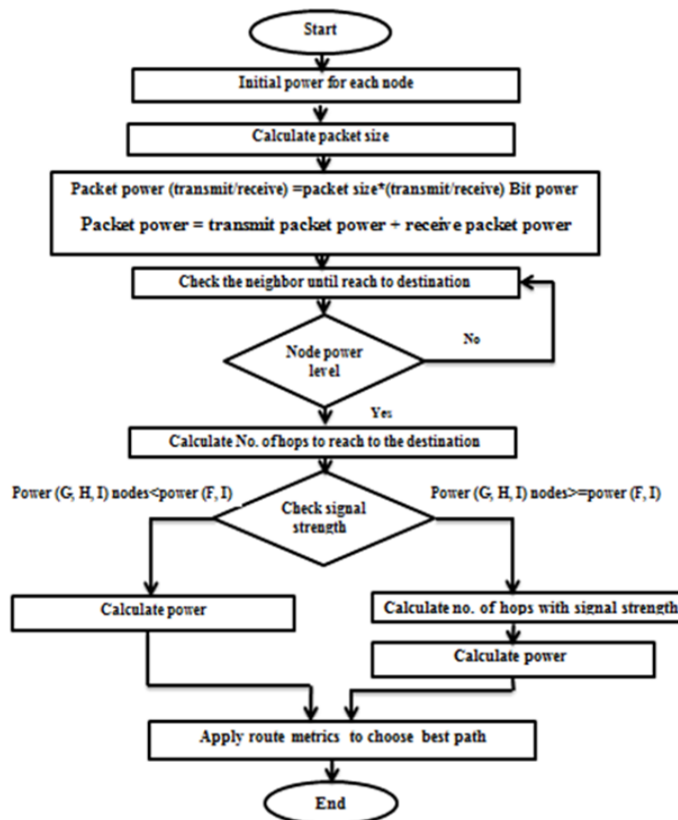 Start
Initial power for each node
Calculate packet size
Packet power (transmit/receive) =packet size*(transmit/receive) Bit power
Packet power = transmit packet power + receive packet power
Check the neighbor until reach to destination
Node power
level
No
Yes
Calculate No. of hops to reach to the destination
Power (G, H, I) nodes<power (F, I)
Check signal
strength
Power (G, H, I) nodes>=power (F, I)
Calculate power
Calculate no. of hops with signal strength
Calculate power
Apply route metrics to choose best path
End